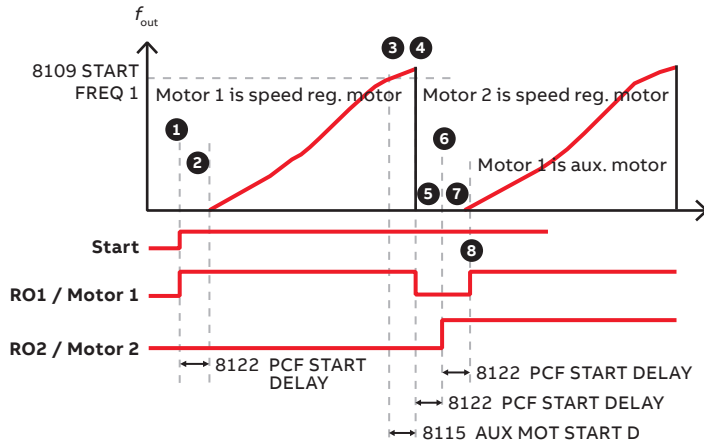 fout
8109 START
FREQ 1
3 4
Motor 1 is speed reg. motor
Motor 2 is speed reg. motor
1
6
2
Motor 1 is aux. motor
5 7
Start
8
RO1 / Motor 1
RO2 / Motor 2
8122 PCF START
DELAY
8122 PCF START DELAY
8122 PCF START DELAY
8115 AUX MOT START D